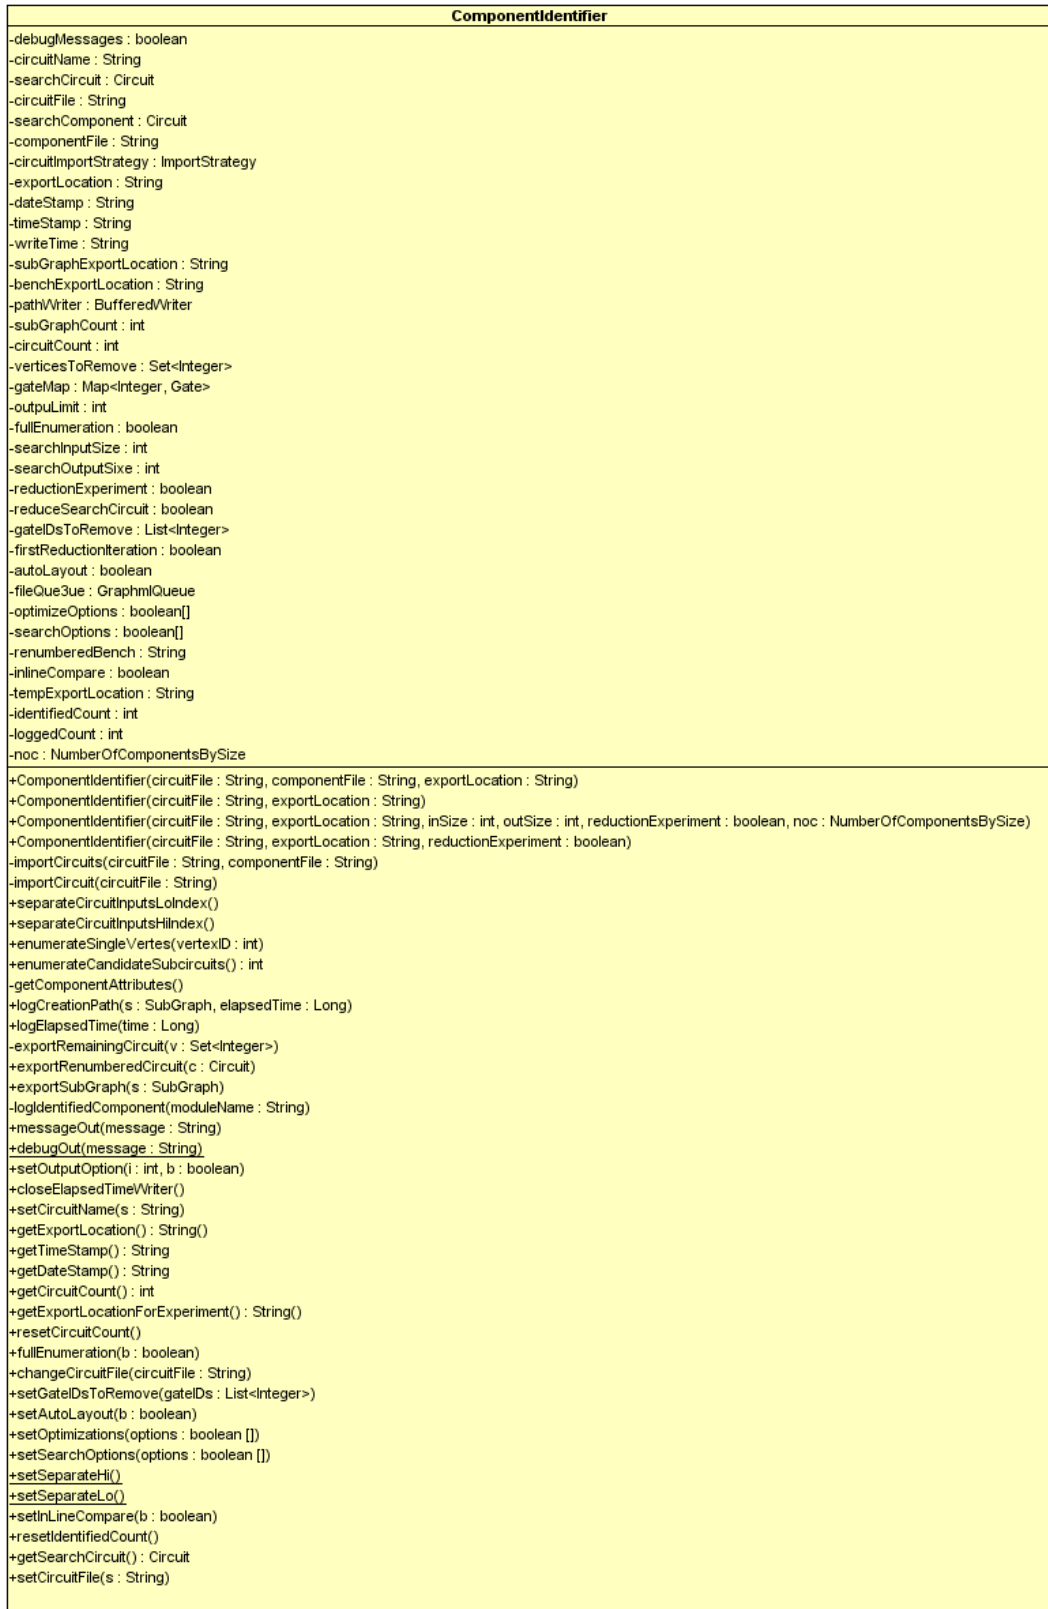 ComponentIdentifier
-debugMessages : boolean
-circuitName : String
-searchCircuit : Circuit
-circuitFile : String
-searchComponent : Circuit
-componentFile : String
-circuitImportStrategy : ImportStrategy
-exportLocation : String
-dateStamp : String
-timeStamp : String
-writeTime : String
-subGraphExportLocation : String
-benchExportLocation : String
-pathWriter : BufferedWriter
-subGraphCount : int
-circuitCount : int
-verticesToRemove : Set<Integer>
-gateMap : Map<Integer, Gate>
-outpuLimit : int
-fullEnumeration : boolean
-searchInputSize : int
-searchOutputSixe : int
-reductionExperiment : boolean
-reduceSearchCircuit : boolean
-gateIDsToRemove : List<Integer>
-firstReductionIteration : boolean
-autoLayout : boolean
-fileQue3ue : GraphmlQueue
-optimizeOptions : boolean[]
-searchOptions : boolean[]
-renumberedBench : String
-inlineCompare : boolean
-tempExportLocation : String
-identifiedCount : int
-loggedCount : int
-noc : NumberOfComponentsBySize
+ComponentIdentifier(circuitFile : String, componentFile : String, exportLocation : String)
+ComponentIdentifier(circuitFile : String, exportLocation : String)
+ComponentIdentifier(circuitFile : String, exportLocation : String, inSize : int, outSize : int, reductionExperiment : boolean, noc : NumberOfComponentsBySize)
+ComponentIdentifier(circuitFile : String, exportLocation : String, reductionExperiment : boolean)
-importCircuits(circuitFile : String, componentFile : String)
-importCircuit(circuitFile : String)
+separateCircuitInputsLoIndex()
+separateCircuitInputsHiIndex()
+enumerateSingleVertes(vertexID : int)
+enumerateCandidateSubcircuits() : int
-getComponentAttributes()
+logCreationPath(s : SubGraph, elapsedTime : Long)
+logElapsedTime(time : Long)
-exportRemainingCircuit(v : Set<Integer>)
+exportRenumberedCircuit(c : Circuit)
+exportSubGraph(s : SubGraph)
-logIdentifiedComponent(moduleName : String)
+messageOut(message : String)
+debugOut(message : String)
+setOutputOption(i : int, b : boolean)
+closeElapsedTimeWriter()
+setCircuitName(s : String)
+getExportLocation() : String()
+getTimeStamp() : String
+getDateStamp() : String
+getCircuitCount() : int
+getExportLocationForExperiment() : String()
+resetCircuitCount()
+fullEnumeration(b : boolean)
+changeCircuitFile(circuitFile : String)
+setGateIDsToRemove(gateIDs : List<Integer>)
+setAutoLayout(b : boolean)
+setOptimizations(options : boolean [])
+setSearchOptions(options : boolean [])
+setSeparateHi()
+setSeparateLo()
+setInLineCompare(b : boolean)
+resetIdentifiedCount()
+getSearchCircuit() : Circuit
+setCircuitFile(s : String)